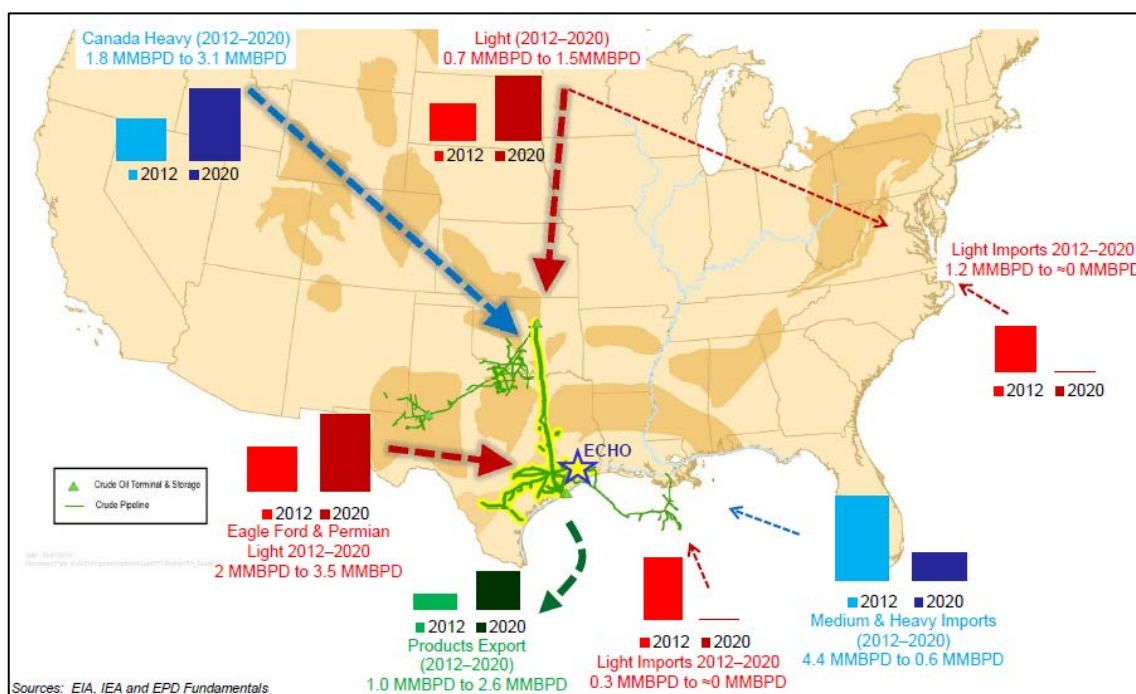 Canada Heavy (2012–2020)
1.8 MMBPD to 3.1 MMBPD
2012 2020
Light (2012–2020)
0.7 MMBPD to 1.5MMBPD
2012 2020
Light Imports 2012–2020
1.2 MMBPD to ≈0 MMBPD
2012 2020
ECHO
Crude Oil Terminal & Storage
Crude Pipeline
2012 2020
Eagle Ford & Permian
Light 2012–2020
2 MMBPD to 3.5 MMBPD
2012 2020
Products Export
(2012–2020)
1.0 MMBPD to 2.6 MMBPD
2012 2020
Light Imports 2012–2020
0.3 MMBPD to ≈0 MMBPD
2012 2020
Medium & Heavy Imports
(2012–2020)
4.4 MMBPD to 0.6 MMBPD
Sources: EIA, IEA and EPD Fundamentals